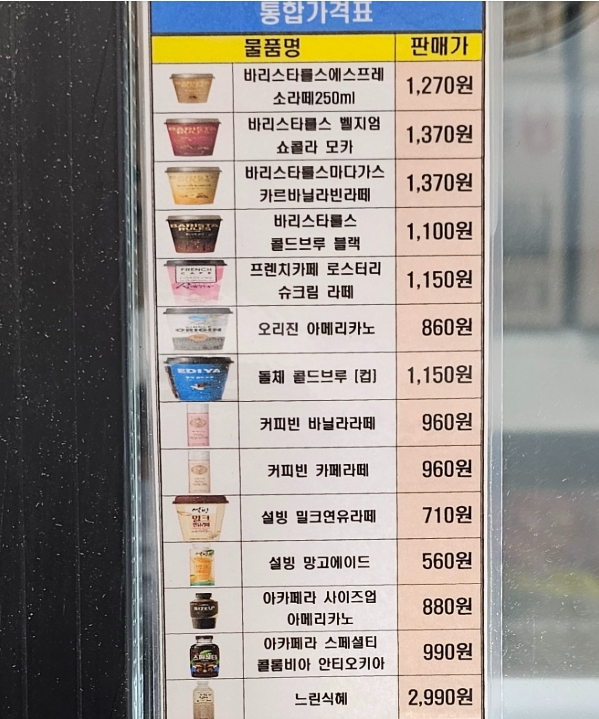 통합가격표
물품명 판매가
바리스타룰스에스프레
소라떼250ml
1,270원
바리스타룰스 벨지엄
쇼콜라 모카
1,370원
바리스타룰스마다가스
카르바닐라빈라떼
1,370원
바리스타룰스
콜드브루 블랙
1,100원
프렌치카페 로스터리
슈크림 라떼
1,150원
FRENCH
CAFE
오리진 아메리카노 860원
ORIGIN
돌체 콜드브루 [컵] 1,150원
EDIYA
커피빈 바닐라라떼 960원
커피빈 카페라떼 960원
설빙 밀크연유라떼 710원
설빙 망고에이드 560원
아카페라 사이즈업
아메리카노
880원
아카페라 스페셜티
콜롬비아 안티오키아
990원
느린식혜 2,990원